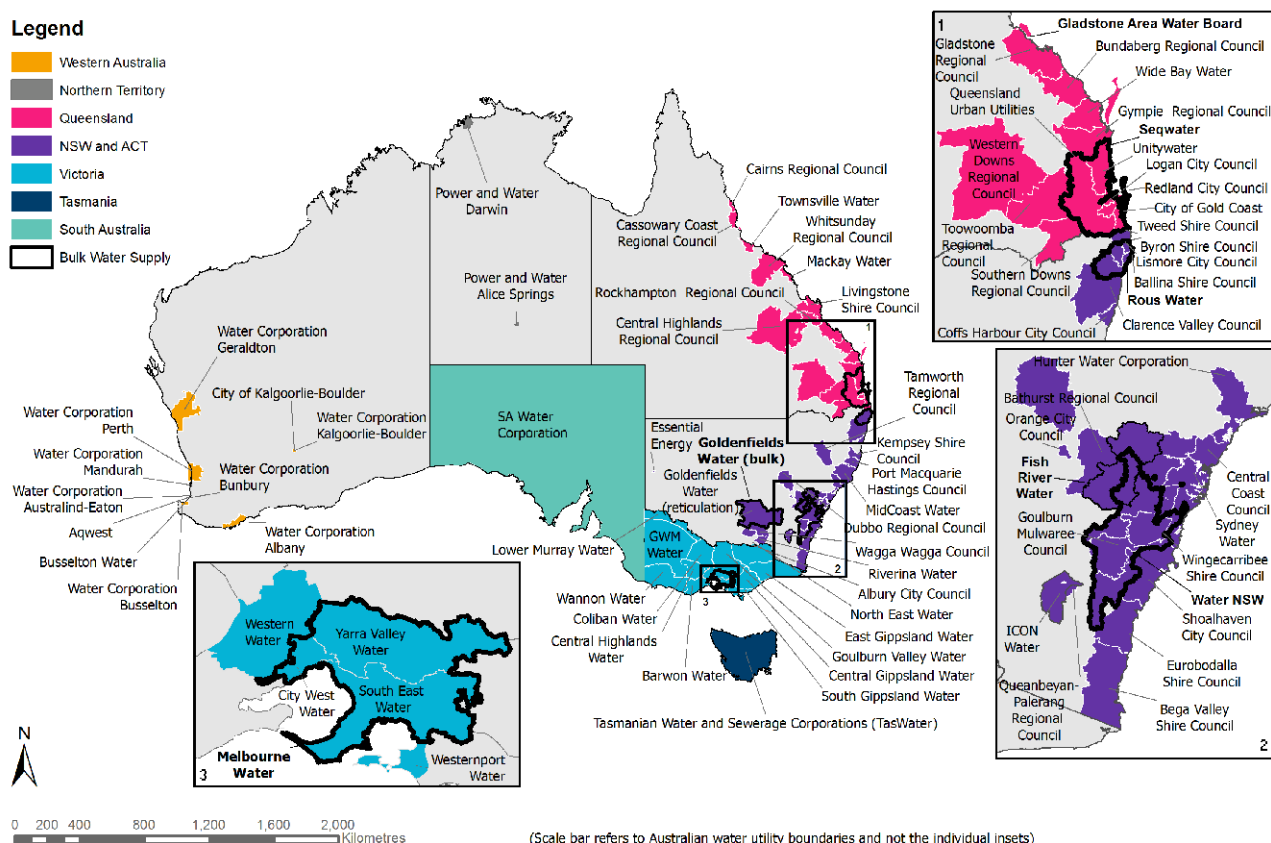 Legend
Western Australia
Northern Territory
Queensland
NSW and ACT
Victoria
Tasmania
South Australia
Bulk Water Supply
Power and Water
Darwin
Power and Water
Alice Springs
Cairns Regional Council
Cassowary Coast
Regional Council
Townsville Water
Whitsunday
Regional Council
Mackay Water
Rockhampton Regional Council
Livingstone
Shire Council
Central Highlands
Regional Council
1
Water Corporation
Geraldton
City of Kalgoorlie-Boulder
Water Corporation
Kalgoorlie-Boulder
Water Corporation
Perth
Water Corporation
Mandurah
Water Corporation
Bunbury
Water Corporation
Australind-Eaton
Aqwest
Busselton Water
Water Corporation
Busselton
Water Corporation
Albany
SA Water
Corporation
Tamworth
Regional
Council
Essential
Energy
Goldenfields
Water (bulk)
Goldenfields
Water
(reticulation)
Kempsey Shire
Council
Port Macquarie
Hastings Council
MidCoast Water
Dubbo Regional Council
Wagga Wagga Council
2
Riverina Water
Albury City Council
North East Water
East Gippsland Water
Goulburn Valley Water
Central Gippsland Water
South Gippsland Water
Lower Murray Water
GWM
Water
3
Wannon Water
Coliban Water
Central Highlands
Water
Barwon Water
Tasmanian Water and Sewerage Corporations (TasWater)
1
Gladstone Area Water Board
Gladstone
Regional
Council
Bundaberg Regional Council
Wide Bay Water
Queensland
Urban Utilities
Gympie Regional Council
Seqwater
Unitywater
Western
Downs
Regional
Council
Logan City Council
Redland City Council
City of Gold Coast
Tweed Shire Council
Toowoomba
Regional
Council
Byron Shire Council
Lismore City Council
Southern Downs
Regional Council
Ballina Shire Council
Rous Water
Clarence Valley Council
Coffs Harbour City Council
Hunter Water Corporation
Bathurst Regional Council
Orange City
Council
Fish
River
Water
Central
Coast
Council
Sydney
Water
Goulburn
Mulwaree
Council
Wingecarribee
Shire Council
Water NSW
Shoalhaven
City Council
ICON
Water
Eurobodalla
Shire Council
Queanbeyan-
Palerang
Regional
Council
Bega Valley
Shire Council
2
Western
Water
Yarra Valley
Water
City West
Water
South East
Water
Melbourne
Water
Westernport
Water
3
N
0 200 400 800 1,200 1,600 2,000
Kilometres
(Scale bar refers to Australian water utility boundaries and not the individual insets)